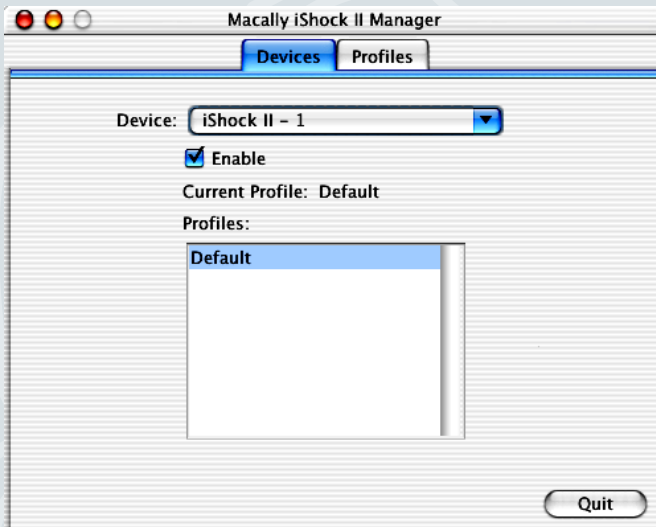 Macally iShock II Manager
Devices Profiles
Device: iShock II – 1
Enable
Current Profile: Default
Profiles:
Default
Quit